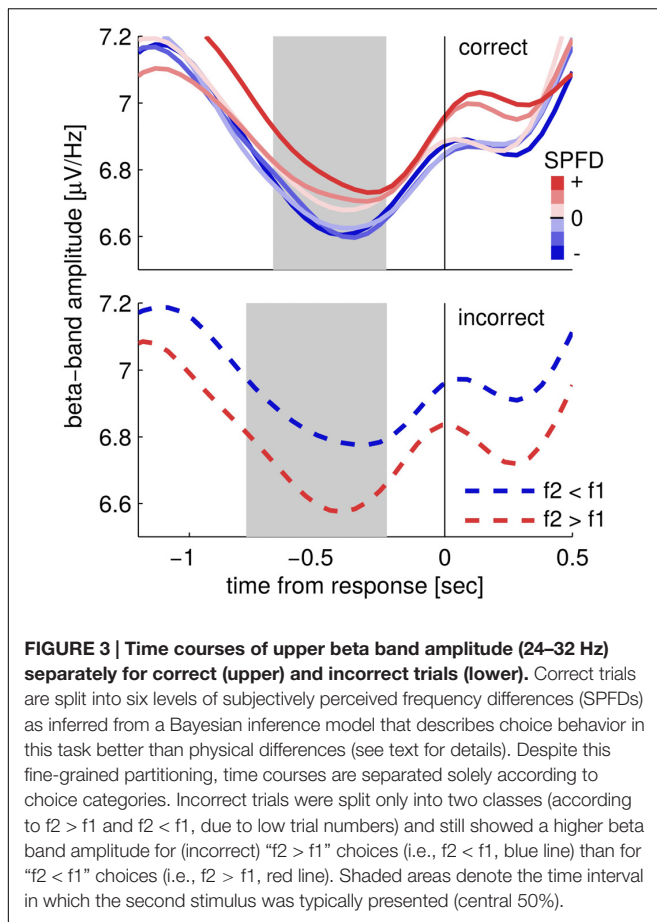 7.2
correct
7
6.8
6.6
SPFD
+
0
-
beta-band amplitude [µV/Hz]
7.2
incorrect
7
6.8
6.6
f2 < f1
f2 > f1
−1
−0.5
0
0.5
time from response [sec]
FIGURE 3 | Time courses of upper beta band amplitude (24–32 Hz)
separately for correct (upper) and incorrect trials (lower). Correct trials
are split into six levels of subjectively perceived frequency differences (SPFDs)
as inferred from a Bayesian inference model that describes choice behavior in
this task better than physical differences (see text for details). Despite this
fine-grained partitioning, time courses are separated solely according to
choice categories. Incorrect trials were split only into two classes (according
to f2 > f1 and f2 < f1, due to low trial numbers) and still showed a higher beta
band amplitude for (incorrect) “f2 > f1” choices (i.e., f2 < f1, blue line) than for
“f2 < f1” choices (i.e., f2 > f1, red line). Shaded areas denote the time interval
in which the second stimulus was typically presented (central 50%).